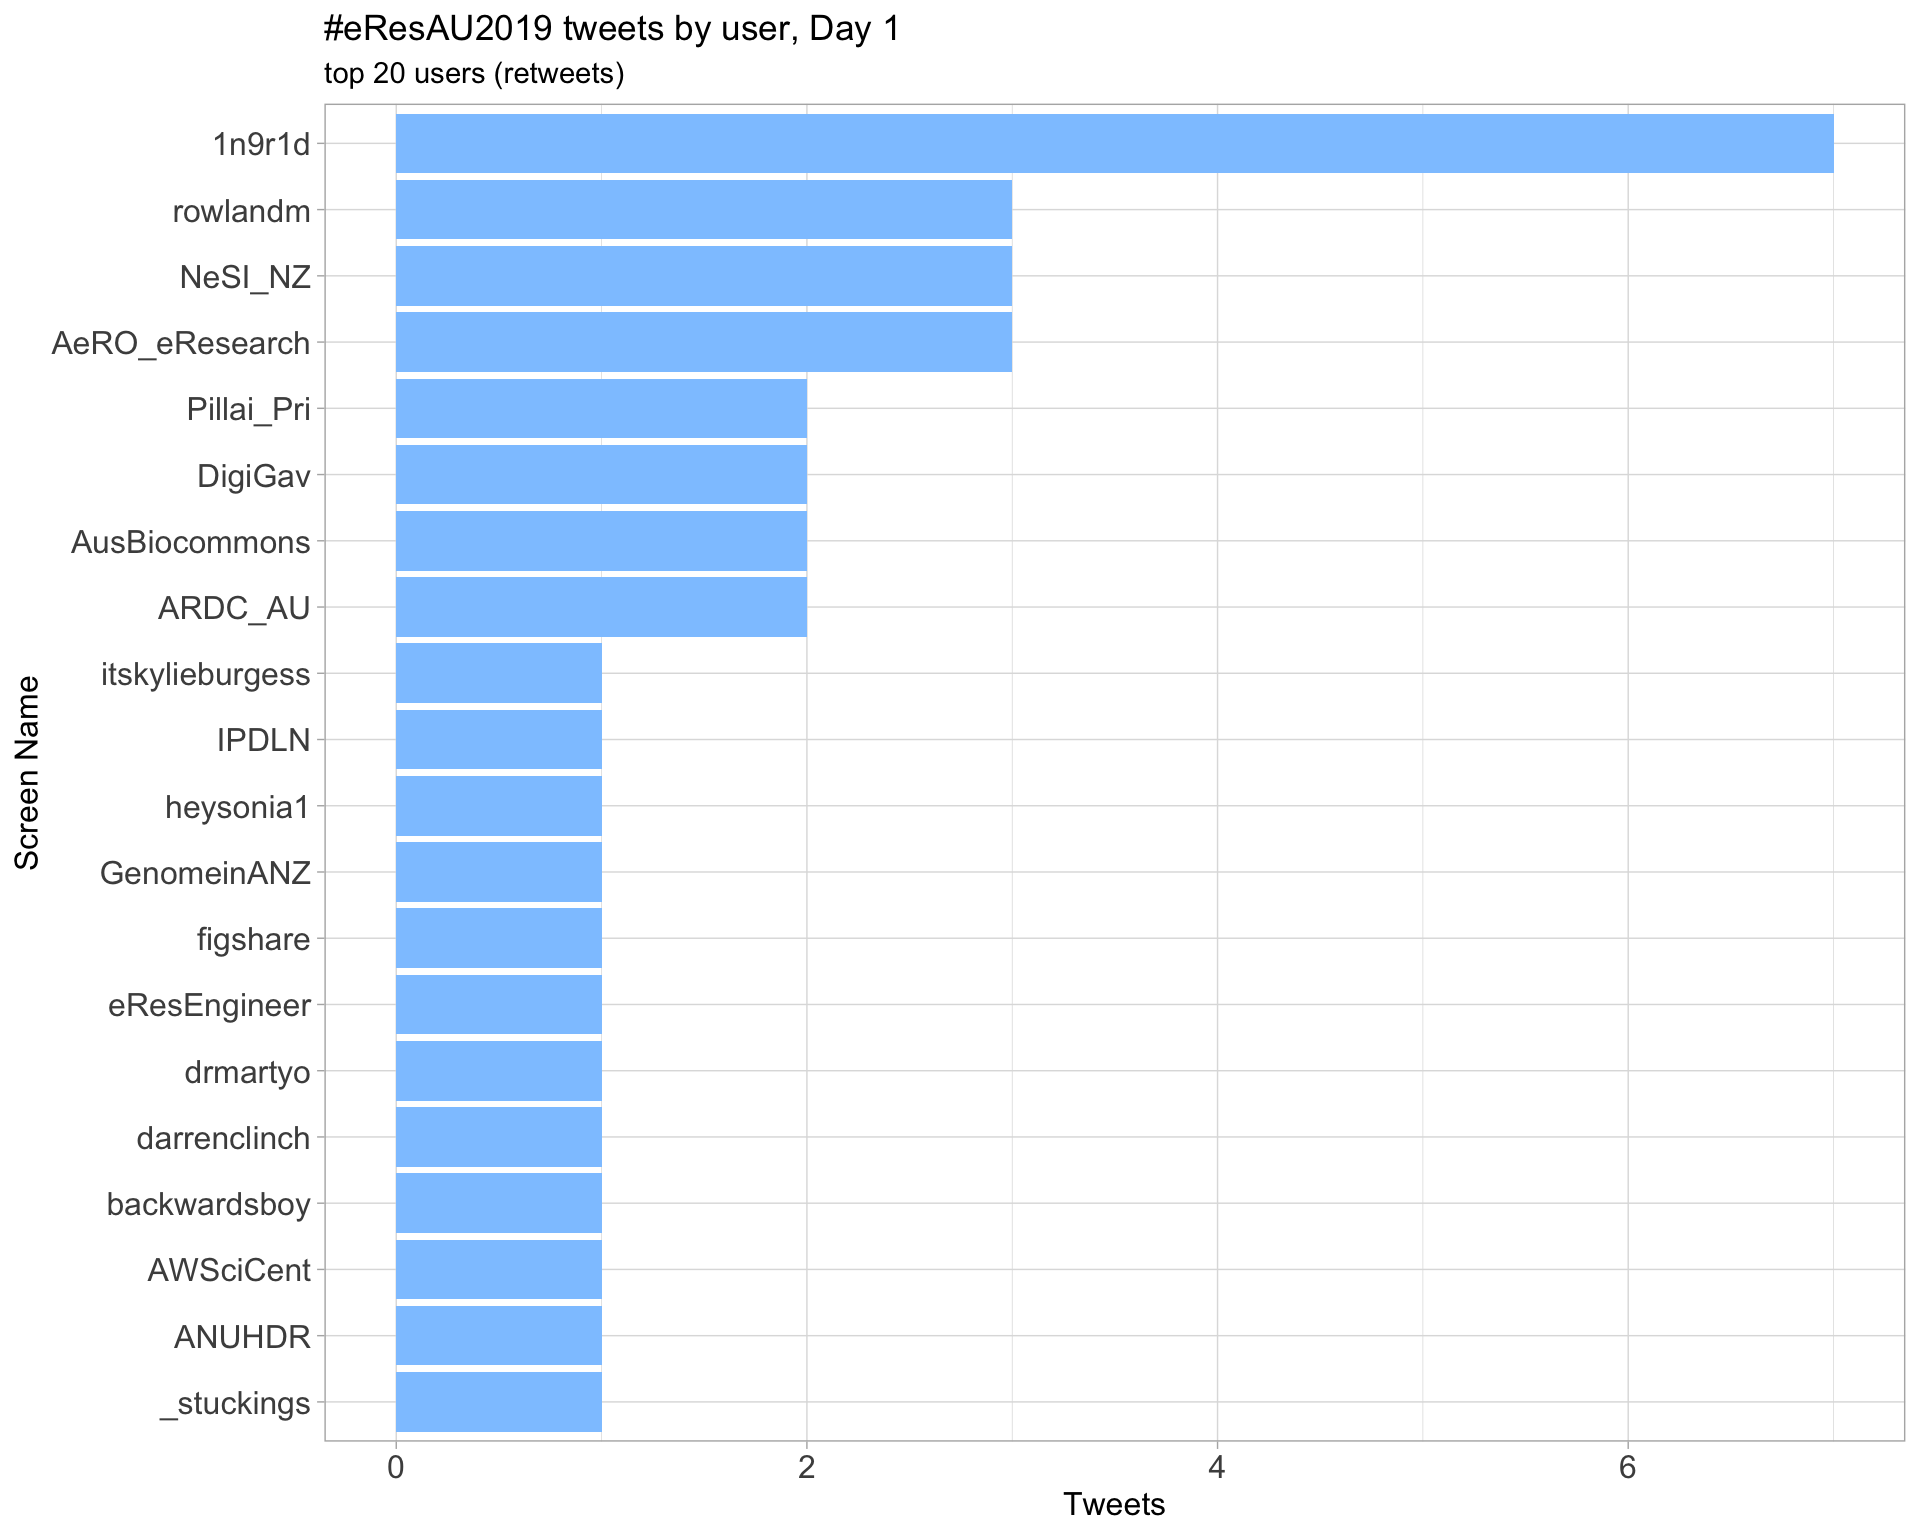 #eResAU2019 tweets by user, Day 1
top 20 users (retweets)
1n9r1d
rowlandm
NeSI_NZ
AeRO_eResearch
Pillai_Pri
DigiGav
AusBiocommons
ARDC_AU
itskylieburgess
IPDLN
heysonia1
GenomeinANZ
figshare
eResEngineer
drmartyo
darrenclinch
backwardsboy
AWSciCent
ANUHDR
_stuckings
Screen Name
0 2 4 6
Tweets